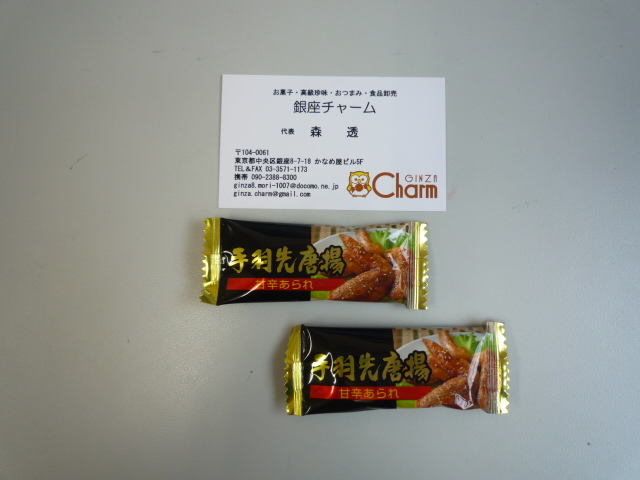 お菓子・高級珍味・おつまみ・食品卸売
銀座チャーム
代表 森 透
〒104-0061
東京都中央区銀座8-7-18 かなめ屋ビル5F
TEL&FAX 03-3571-1173
携帯 090-2388-8300
ginza8.mori-1007@docomo.ne.jp
ginza.charm@gmail.com
GINZA
Charm
手羽先唐揚
甘辛あられ
手羽先唐揚
甘辛あられ